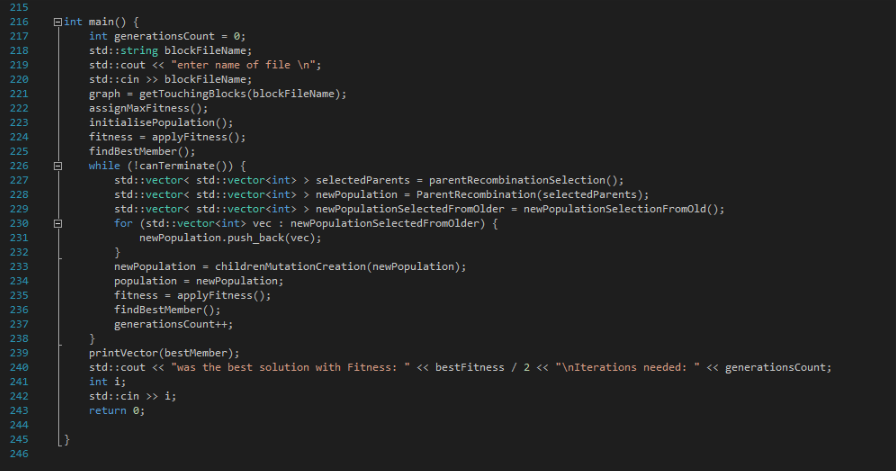 215
216 int main() {
217 int generationsCount = 0;
218 std::string blockFileName;
219 std::cout << "enter name of file \n";
220 std::cin >> blockFileName;
221 graph = getTouchingBlocks(blockFileName);
222 assignMaxFitness();
223 initialisePopulation();
224 fitness = applyFitness();
225 findBestMember();
226 while (!canTerminate()) {
227 std::vector< std::vector<int> > selectedParents = parentRecombinationSelection();
228 std::vector< std::vector<int> > newPopulation = ParentRecombination(selectedParents);
229 std::vector< std::vector<int> > newPopulationSelectedFromOlder = newPopulationSelectionFromOld();
230 for (std::vector<int> vec : newPopulationSelectedFromOlder) {
231 newPopulation.push_back(vec);
232 }
233 newPopulation = childrenMutationCreation(newPopulation);
234 population = newPopulation;
235 fitness = applyFitness();
236 findBestMember();
237 generationsCount++;
238 }
239 printVector(bestMember);
240 std::cout << "was the best solution with Fitness: " << bestFitness / 2 << "\nIterations needed: " << generationsCount;
241 int i;
242 std::cin >> i;
243 return 0;
244
245 }
246